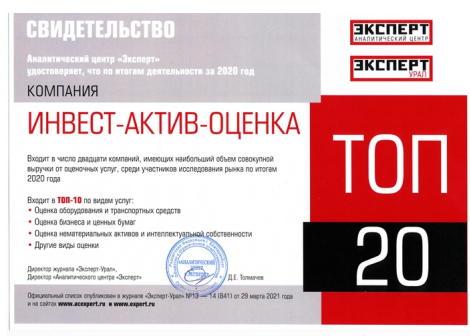 СВИДЕТЕЛЬСТВО
ЭКСПЕРТ
АНАЛИТИЧЕСКИЙ ЦЕНТР
Аналитический центр «Эксперт»
удостоверяет, что по итогам деятельности за 2020 год
ЭКСПЕРТ
УРАЛ
КОМПАНИЯ
ИНВЕСТ-АКТИВ-ОЦЕНКА
Входит в число двадцати компаний, имеющих наибольший объем совокупной
выручки от оценочных услуг, среди участников исследования рынка по итогам
2020 года
ТОП
20
Входит в ТОП-10 по видам услуг:
• Оценка оборудования и транспортных средств
• Оценка бизнеса и ценных бумаг
• Оценка нематериальных активов и интеллектуальной собственности
• Другие виды оценки
АНАЛИТИЧЕСКИЙ
ЦЕНТР
ЭКСПЕРТ
Директор журнала «Эксперт-Урал»,
Директор «Аналитического центра «Эксперт»
Д.Е. Толмачев
Официальный список опубликован в журнале «Эксперт-Урал» №13 — 14 (841) от 29 марта 2021 года
и на сайтах www.acexpert.ru и www.expert.ru